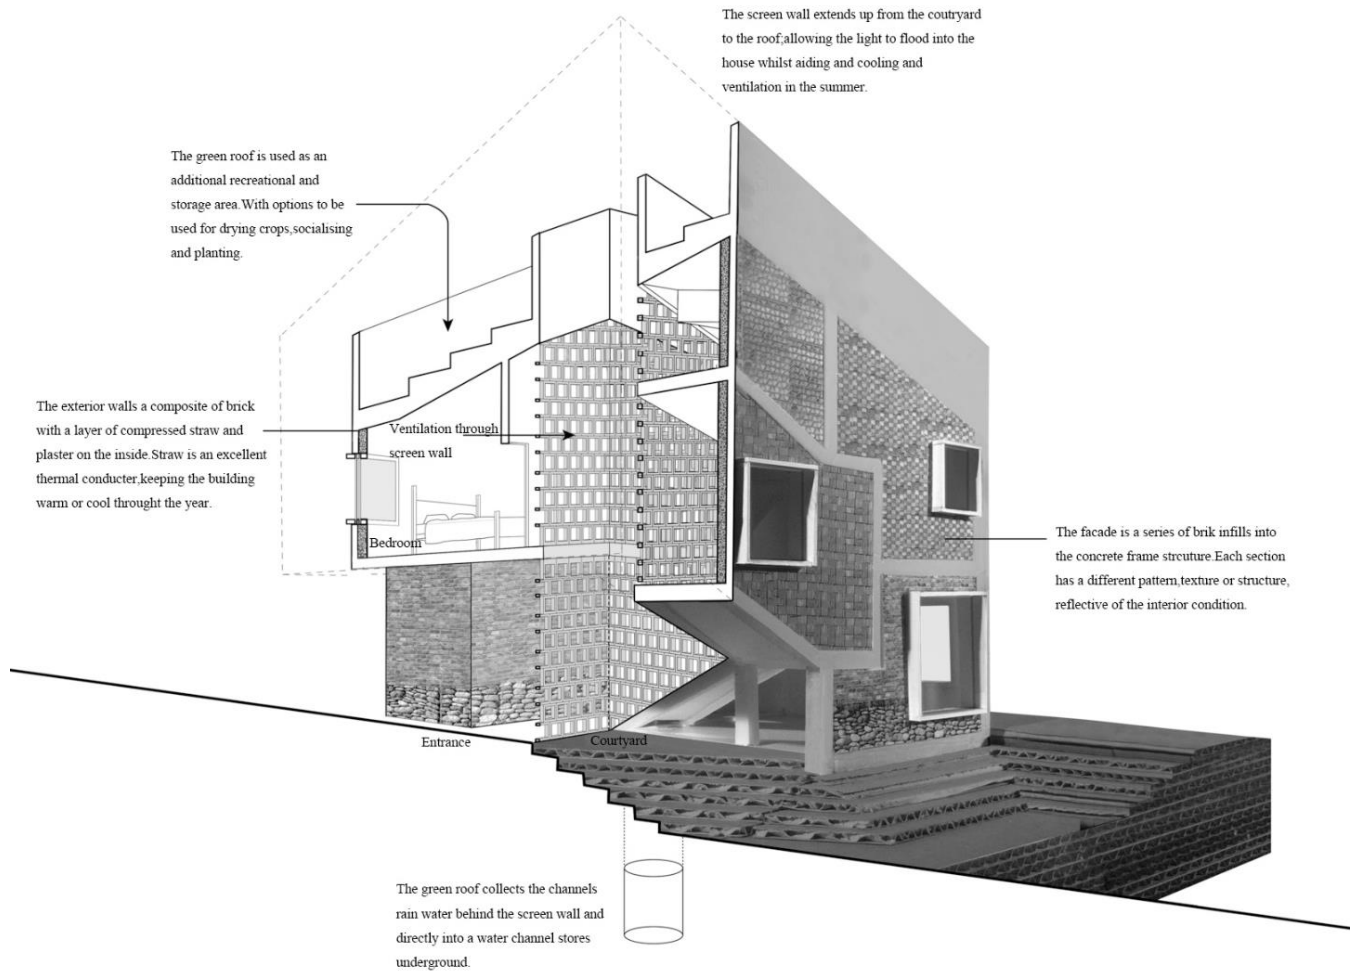 The screen wall extends up from the coutryard
to the roof;allowing the light to flood into the
house whilst aiding and cooling and
ventilation in the summer.
The green roof is used as an
additional recreational and
storage area.With options to be
used for drying crops,socialising
and planting.
The exterior walls a composite of brick
with a layer of compressed straw and
plaster on the inside.Straw is an excellent
thermal conducter,keeping the building
warm or cool throught the year.
Ventilation through
screen wall
Bedroom
The facade is a series of brik infills into
the concrete frame strcuture.Each section
has a different pattern,texture or structure,
reflective of the interior condition.
Entrance
Courtyard
The green roof collects the channels
rain water behind the screen wall and
directly into a water channel stores
underground.